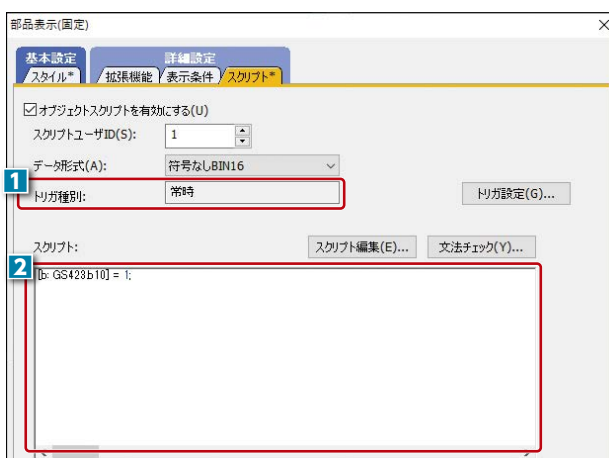 部品表示(固定)
基本設定
詳細設定
スタイル*
拡張機能
表示条件
スクリプト*
オブジェクトスクリプトを有効にする(U)
スクリプトユーザID(S): 1
データ形式(A): 符号なしBIN16
1
トリガ種別: 常時 トリガ設定(G)...
スクリプト: スクリプト編集(E)... 文法チェック(Y)...
2
[b: GS423.b10] = 1;